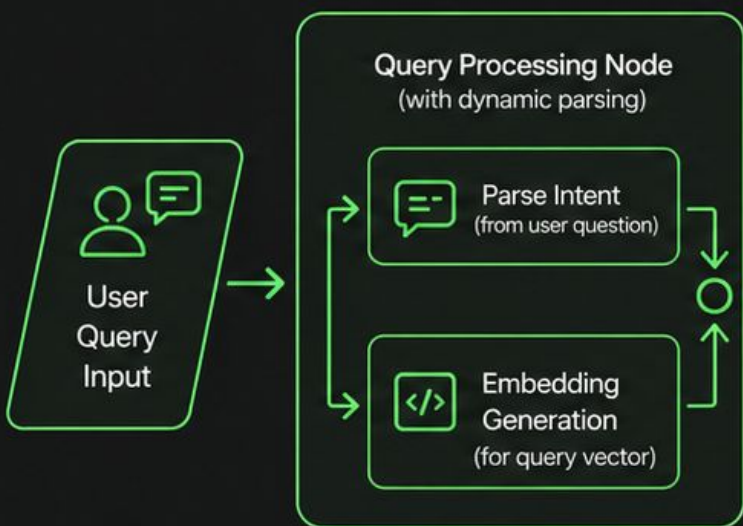 User
Query
Input
Query Processing Node
(with dynamic parsing)
Parse Intent
(from user question)
</>
Embedding
Generation
(for query vector)